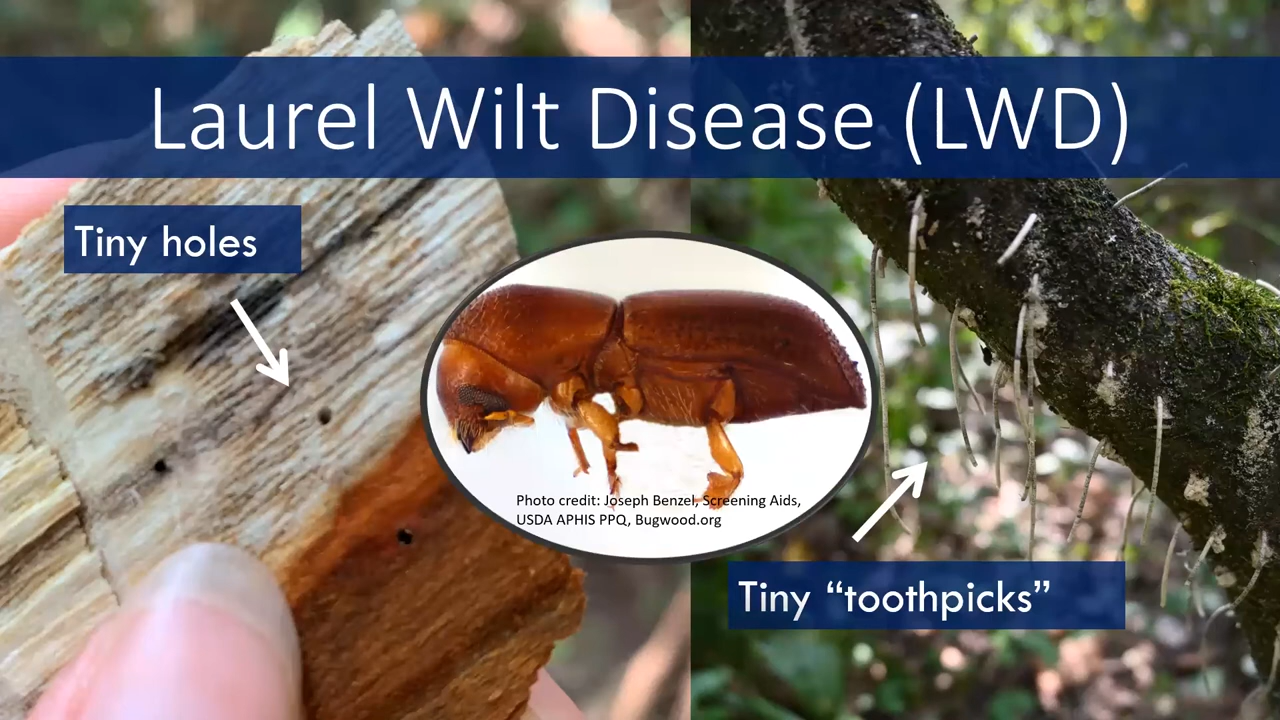 Laurel Wilt Disease (LWD)
Tiny holes
Photo credit: Joseph Benzel, Screening Aids,
USDA APHIS PPQ, Bugwood.org
Tiny “toothpicks”